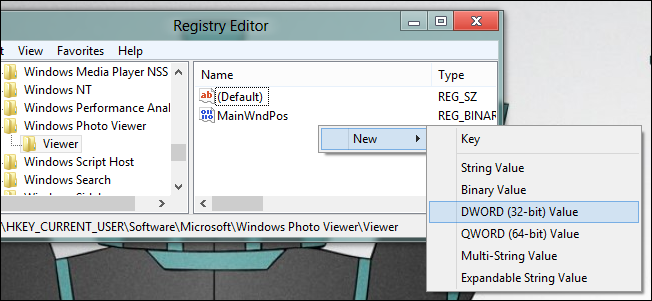 Registry Editor
t View Favorites Help
Windows Media Player NSS
Windows NT
Windows Performance Anal
Windows Photo Viewer
Viewer
Windows Script Host
Windows Search
Name Type
ab (Default) REG_SZ
MainWndPos REG_BINAR
New
Key
String Value
Binary Value
DWORD (32-bit) Value
QWORD (64-bit) Value
Multi-String Value
Expandable String Value
\HKEY_CURRENT_USER\Software\Microsoft\Windows Photo Viewer\Viewer